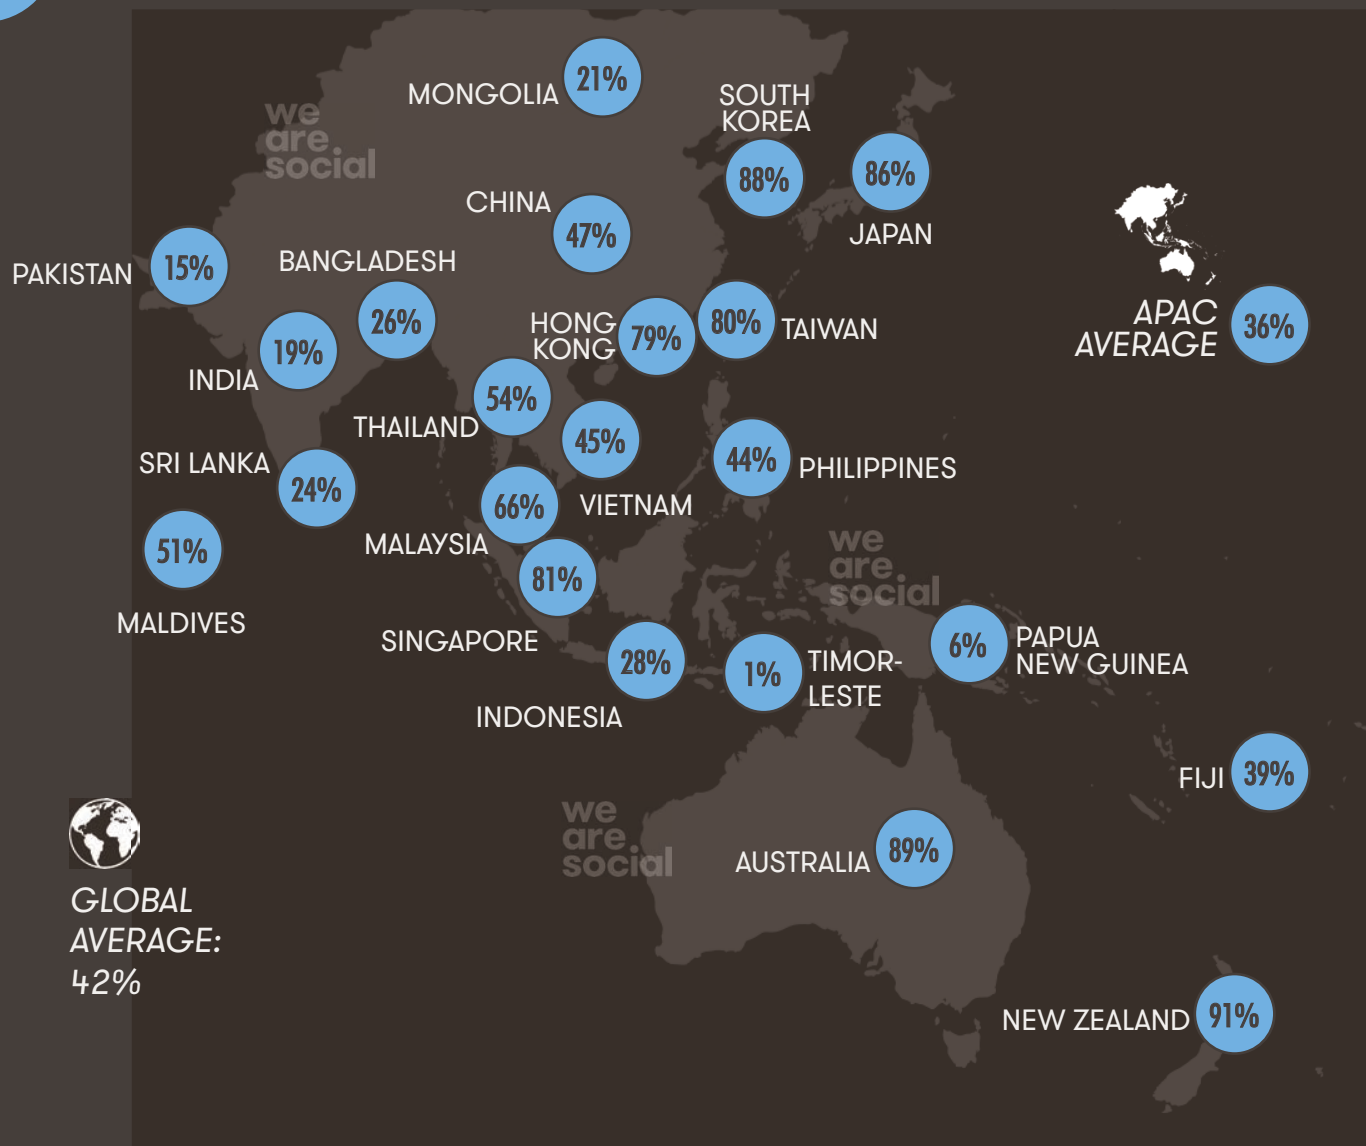 21%
MONGOLIA
SOUTH
KOREA
88%
86%
JAPAN
we
are
social
CHINA
47%
PAKISTAN
15%
BANGLADESH
26%
HONG
KONG
79%
80%
TAIWAN
APAC
AVERAGE
36%
19%
INDIA
54%
THAILAND
45%
VIETNAM
44%
PHILIPPINES
SRI LANKA
24%
66%
MALAYSIA
51%
MALDIVES
81%
SINGAPORE
we
are
social
28%
INDONESIA
1%
TIMOR-
LESTE
6%
PAPUA
NEW GUINEA
FIJI
39%
we
are
social
AUSTRALIA
89%
GLOBAL
AVERAGE:
42%
NEW ZEALAND
91%